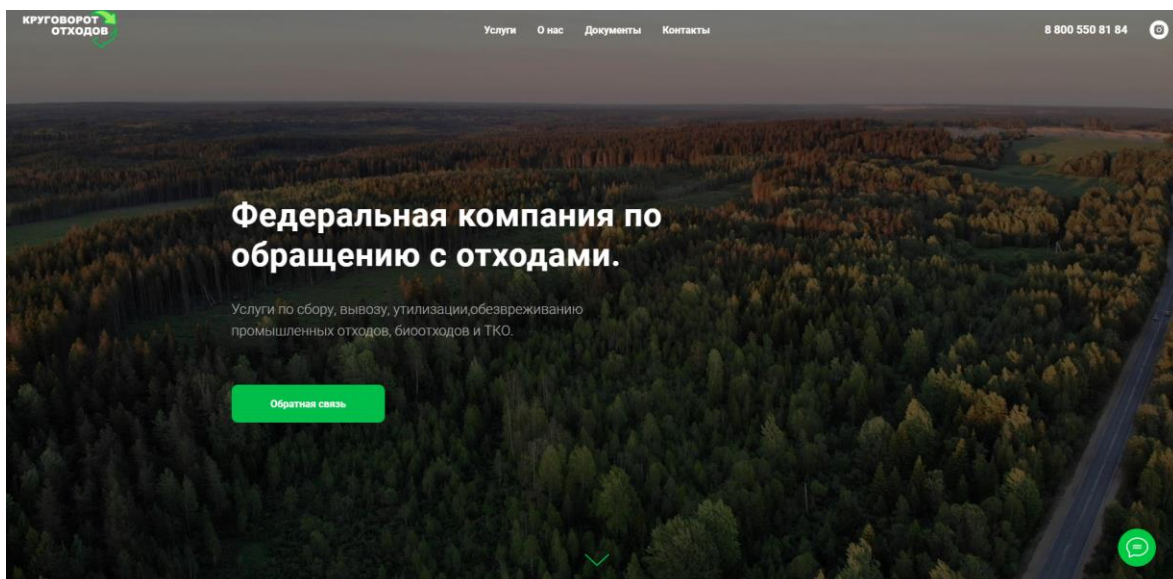 КРУГОВОРОТ
ОТХОДОВ
Услуги О нас Документы Контакты
8 800 550 81 84
Федеральная компания по
обращению с отходами.
Услуги по сбору, вывозу, утилизации,обезвреживанию
промышленных отходов, биоотходов и ТКО.
Обратная связь